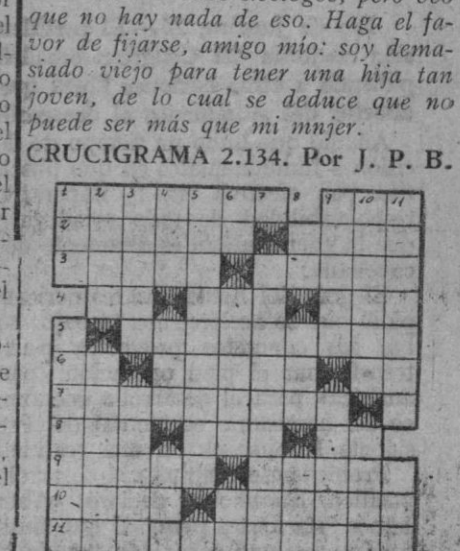 que no hay nada de eso. Haga el fa-
vor de fijarse, amigo mío: soy dema-
siado viejo para tener una hija tan
joven, de lo cual se deduce que no
puede ser más que mi mnjer.
CRUCIGRAMA 2.134. Por J. P. B.
1 2 3 4 5 6 7 8 9 10 11
2
3
4
5
6
7
8
9
10
11